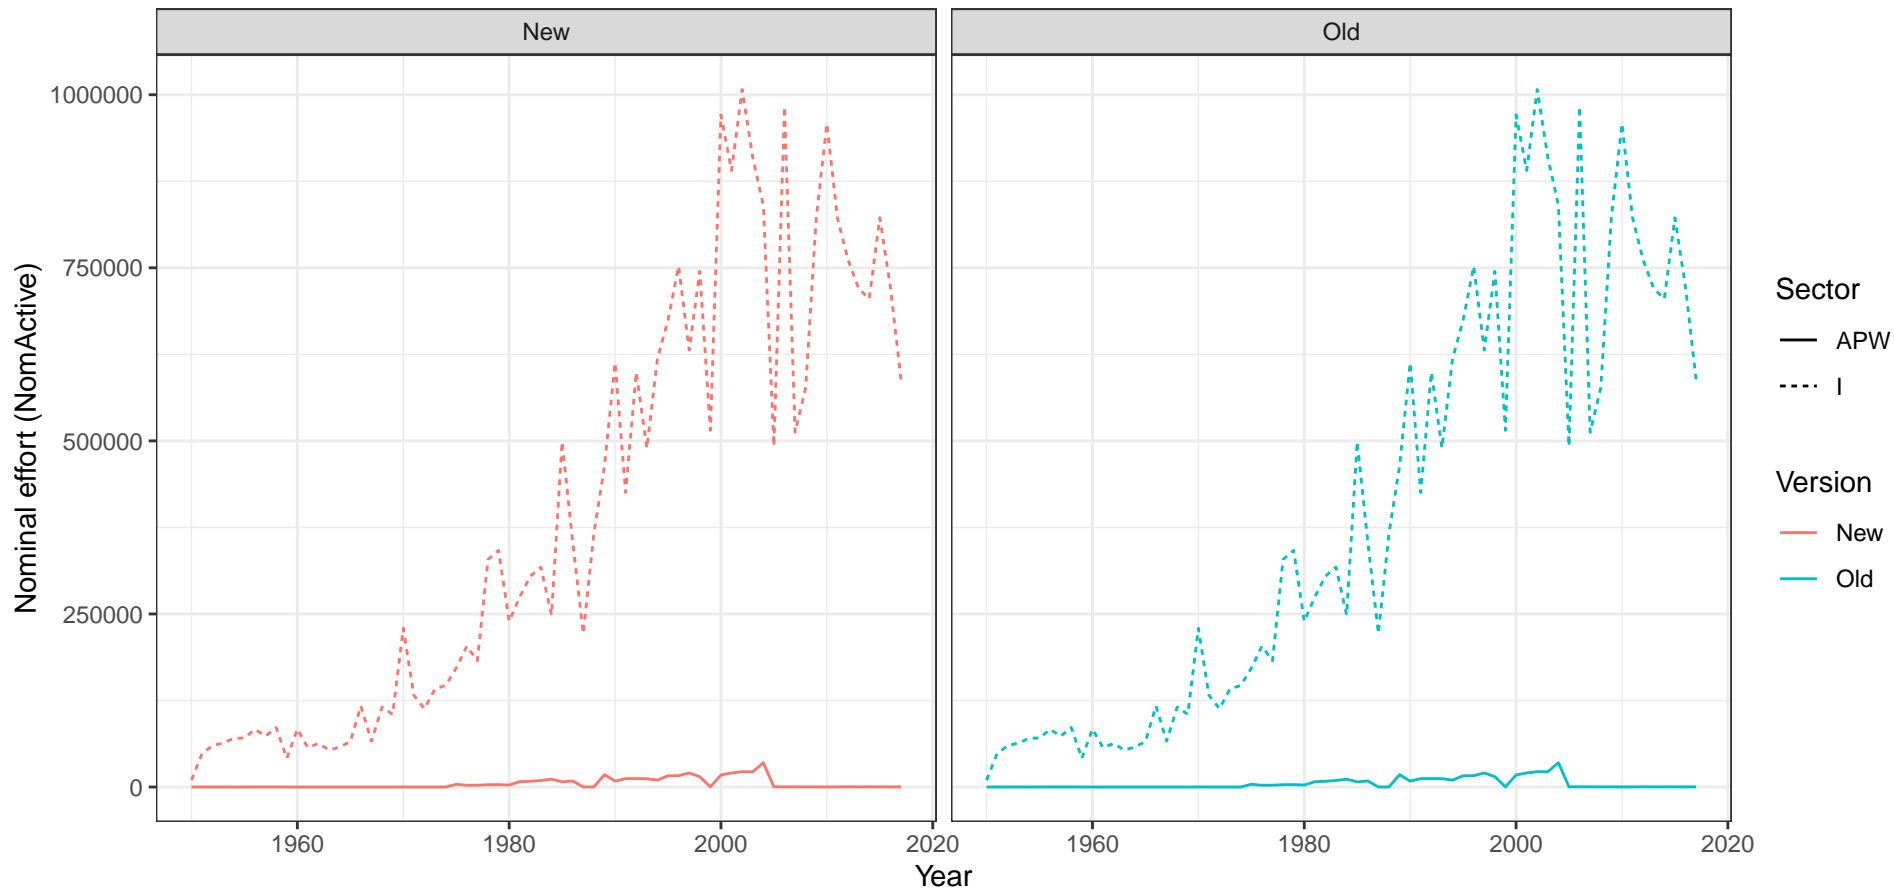 New
Old
1000000
750000
500000
250000
0
Nominal effort (NomActive)
1960
1980
2000
2020
1960
1980
2000
2020
Year
Sector
APW
I
Version
New
Old